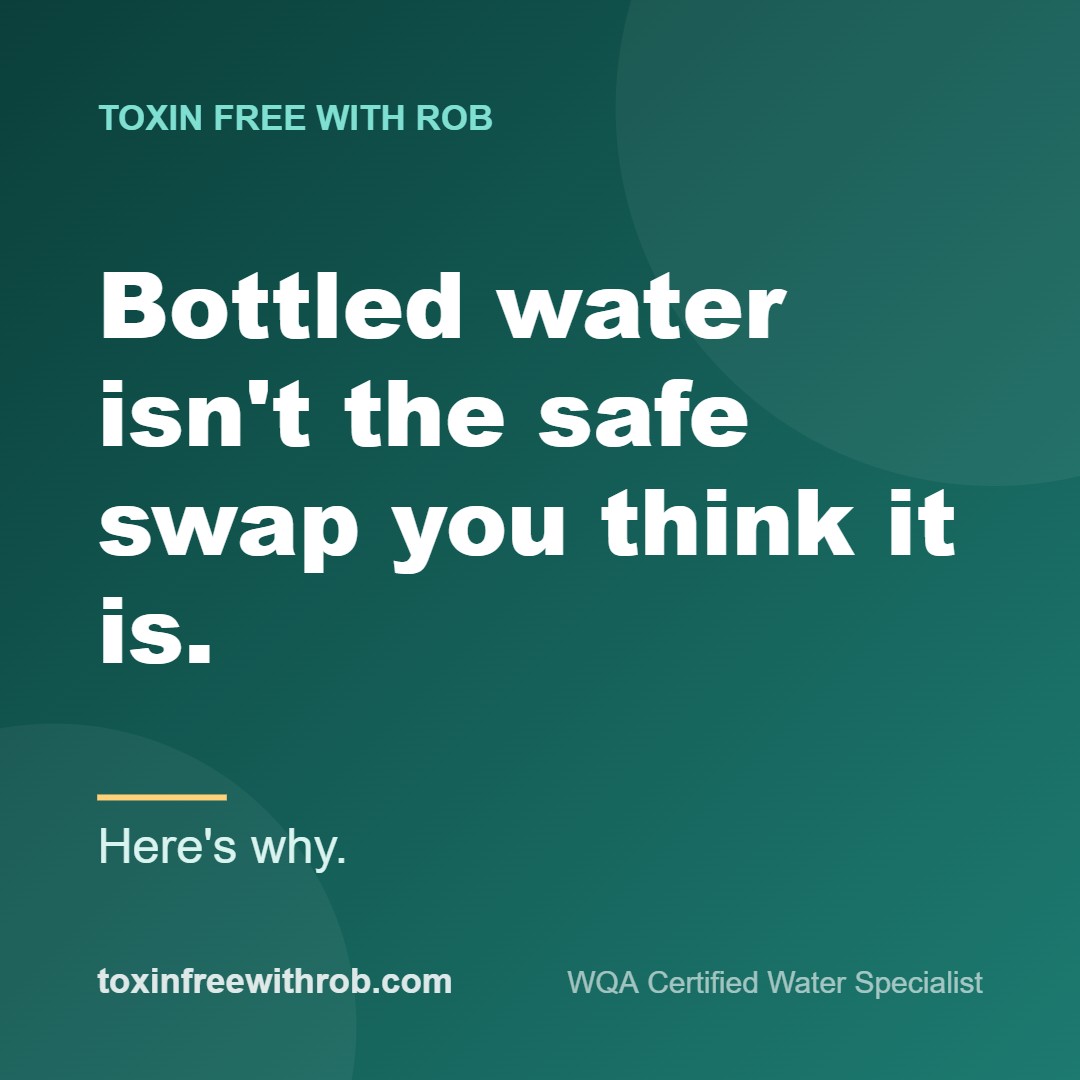 TOXIN FREE WITH ROB
Bottled water
isn't the safe
swap you think it
is.
Here's why.
toxinfreewithrob.com
WQA Certified Water Specialist